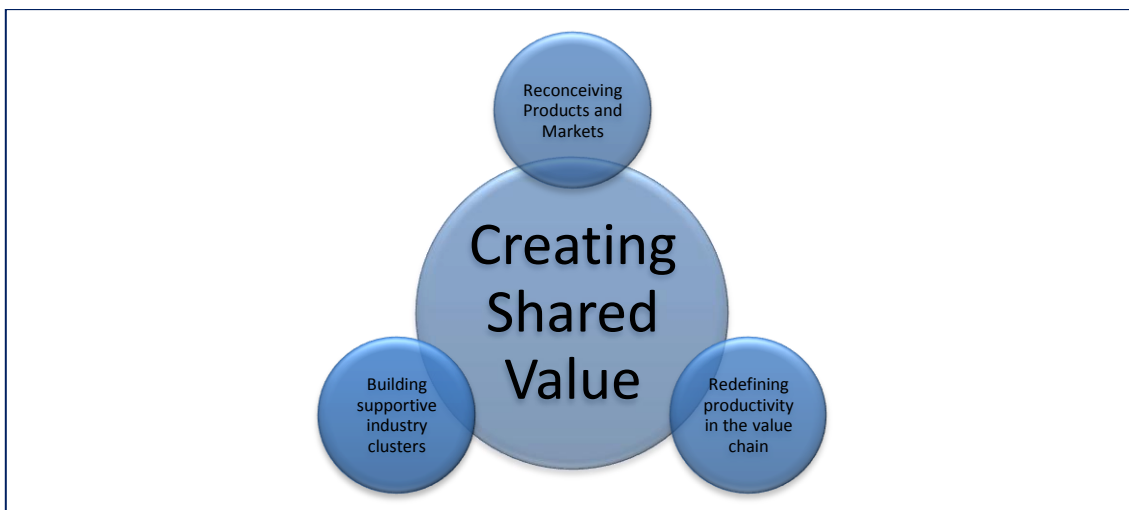 Reconceiving
Products and
Markets
Creating
Shared
Value
Building
supportive
industry
clusters
Redefining
productivity
in the value
chain